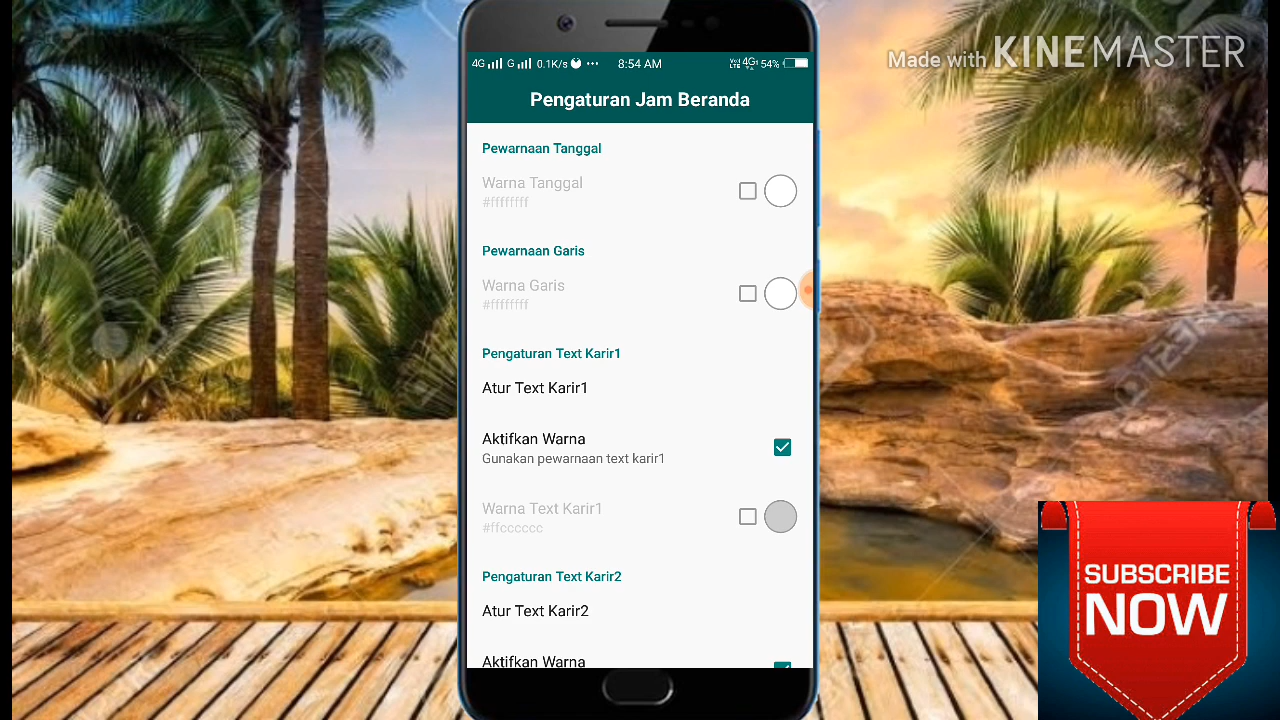 Made with KINEMASTER
4G G 0.1K/s ... 8:54 AM 4G 54%
Pengaturan Jam Beranda
Pewarnaan Tanggal
Warna Tanggal
#ffffffff
Pewarnaan Garis
Warna Garis
#ffffffff
Pengaturan Text Karir1
Atur Text Karir1
Aktifkan Warna
Gunakan pewarnaan text karir1
Warna Text Karir1
#ffcccccc
Pengaturan Text Karir2
Atur Text Karir2
Aktifkan Warna
SUBSCRIBE
NOW